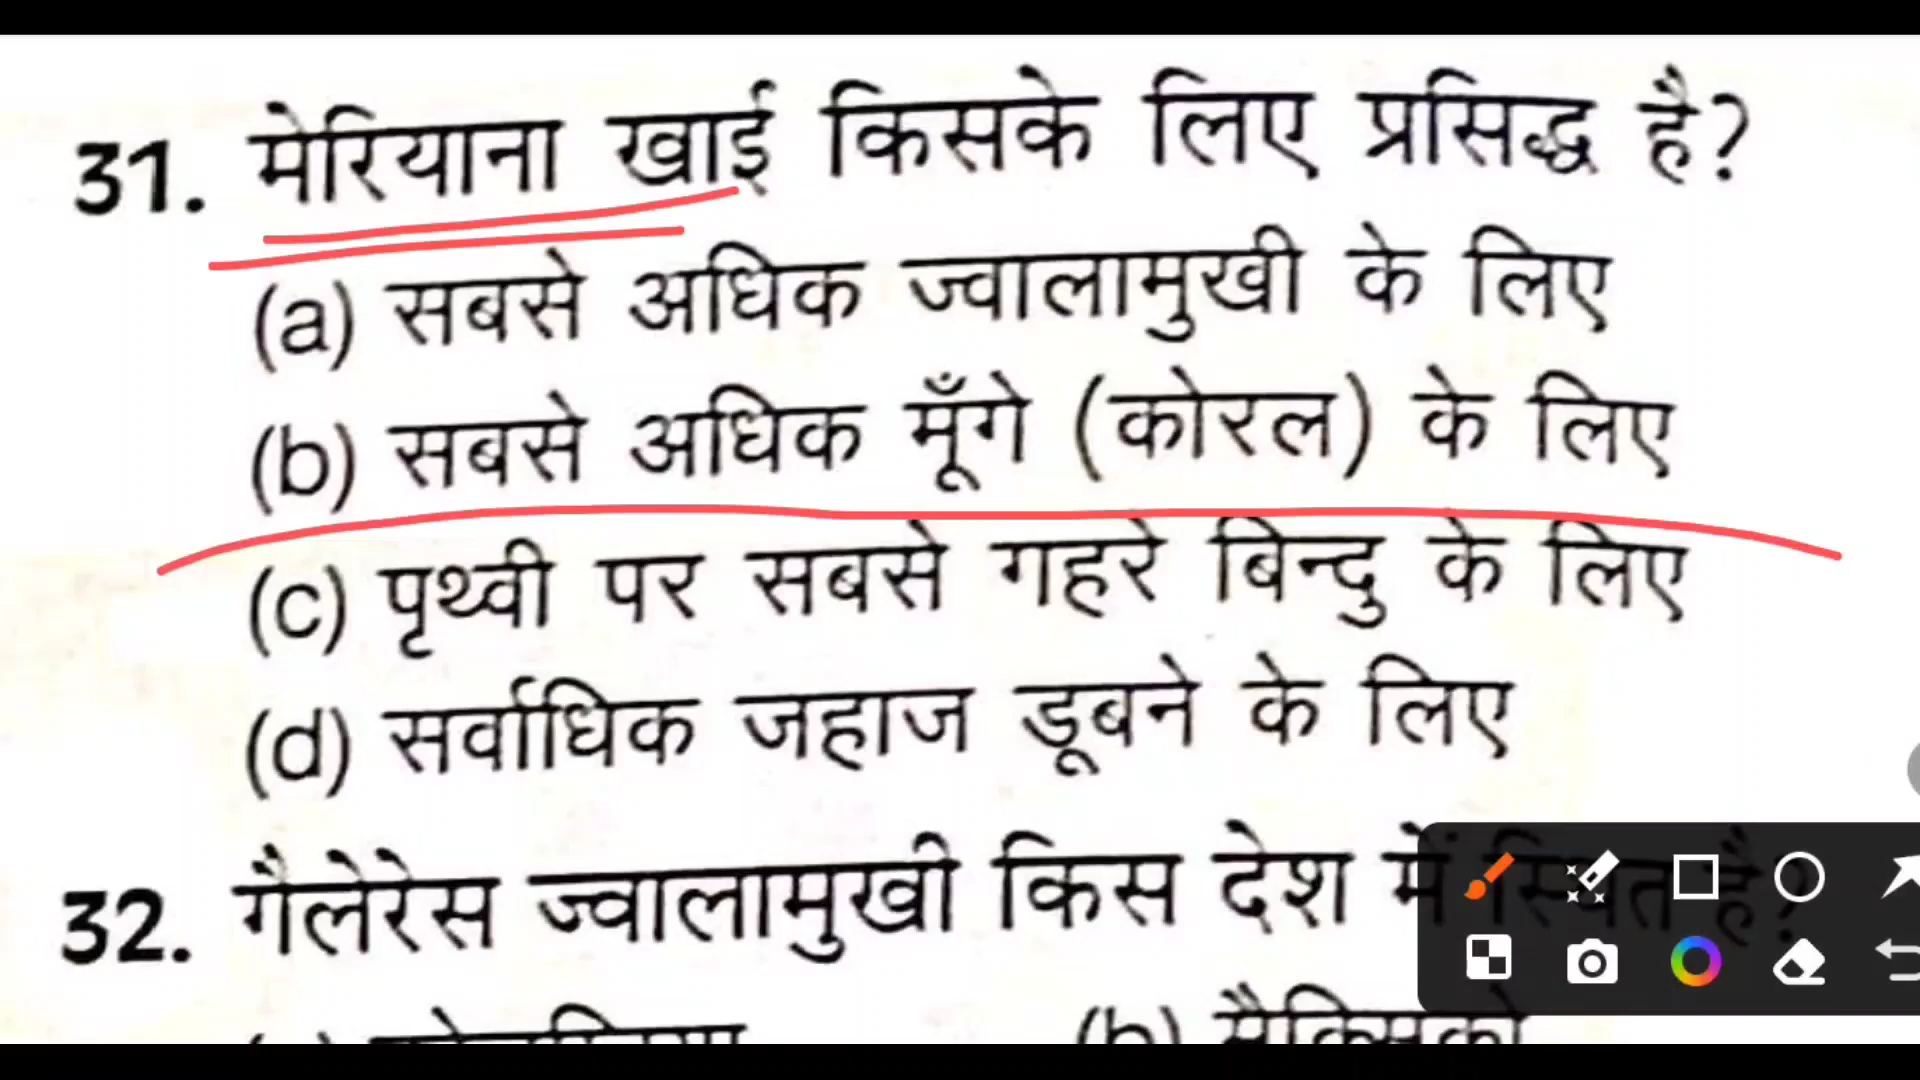 31. मेरियाना खाई किसके लिए प्रसिद्ध है?
(a) सबसे अधिक ज्वालामुखी के लिए
(b) सबसे अधिक मूँगे (कोरल) के लिए
(c) पृथ्वी पर सबसे गहरे बिन्दु के लिए
(d) सर्वाधिक जहाज डूबने के लिए
32. गैलेरेस ज्वालामुखी किस देश में स्थित है?
(b) मैक्सिको